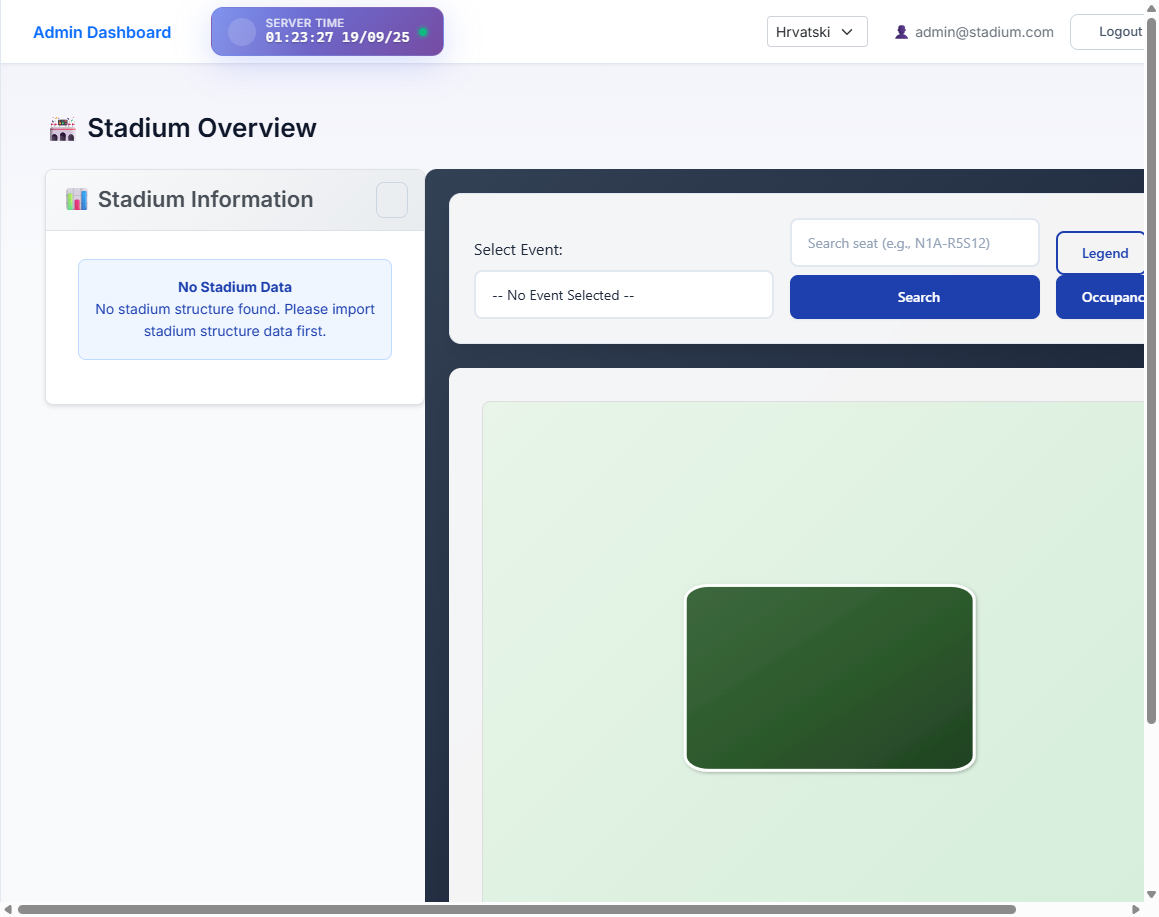 Admin Dashboard
SERVER TIME
01:23:27 19/09/25
Hrvatski
admin@stadium.com
Logout
Stadium Overview
Stadium Information
No Stadium Data
No stadium structure found. Please import
stadium structure data first.
Select Event:
-- No Event Selected --
Search seat (e.g., N1A-R5S12)
Search
Legend
Occupanc